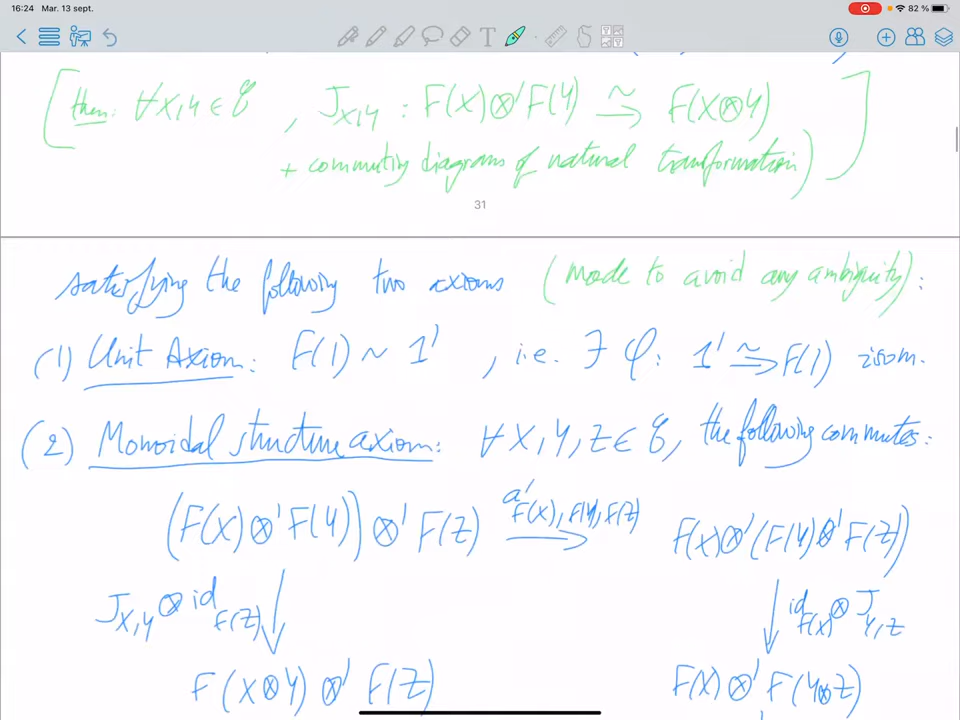 16:24 Mar. 13 sept. 82 %
[then: ∀X,Y ∈ 𝒞, J_{X,Y} : F(X)⊗'F(Y) ⥲ F(X⊗Y)
+ commuting diagrams of natural transformation)]
31
satisfying the following two axioms (made to avoid any ambiguity):
(1) Unit Axiom: F(1) ~ 1', i.e. ∃ φ: 1' ⥲ F(1) isom.
(2) Monoidal structure axiom: ∀ X, Y, Z ∈ 𝒞, the following commutes:
(F(X)⊗'F(Y))⊗'F(Z) →^{a'_{F(X),F(Y),F(Z)}} F(X)⊗'(F(Y)⊗'F(Z))
J_{X,Y}⊗id_{F(Z)} ↓ ↓ id_{F(X)}⊗J_{Y,Z}
F(X⊗Y)⊗'F(Z) F(X)⊗'F(Y⊗Z)